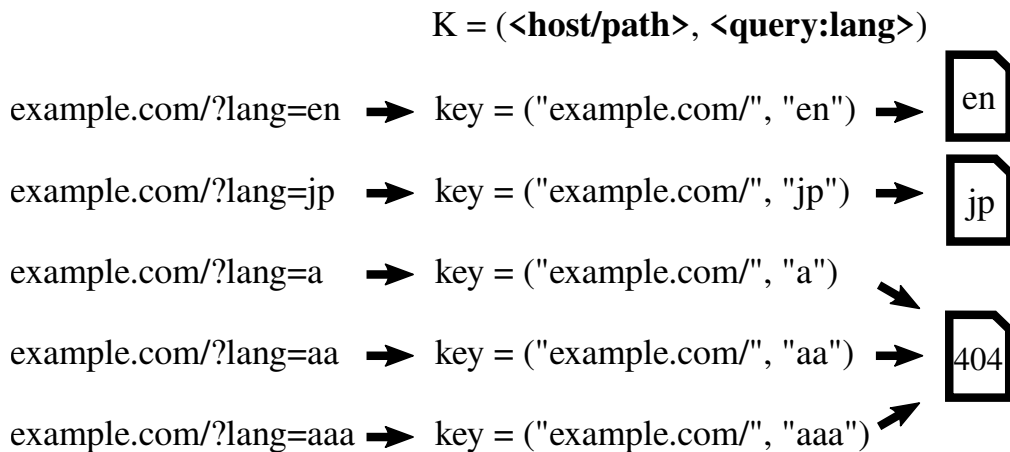 K = (<host/path>, <query:lang>)
example.com/?lang=en key = ("example.com/", "en") en
example.com/?lang=jp key = ("example.com/", "jp") jp
example.com/?lang=a key = ("example.com/", "a")
example.com/?lang=aa key = ("example.com/", "aa") 404
example.com/?lang=aaa key = ("example.com/", "aaa")